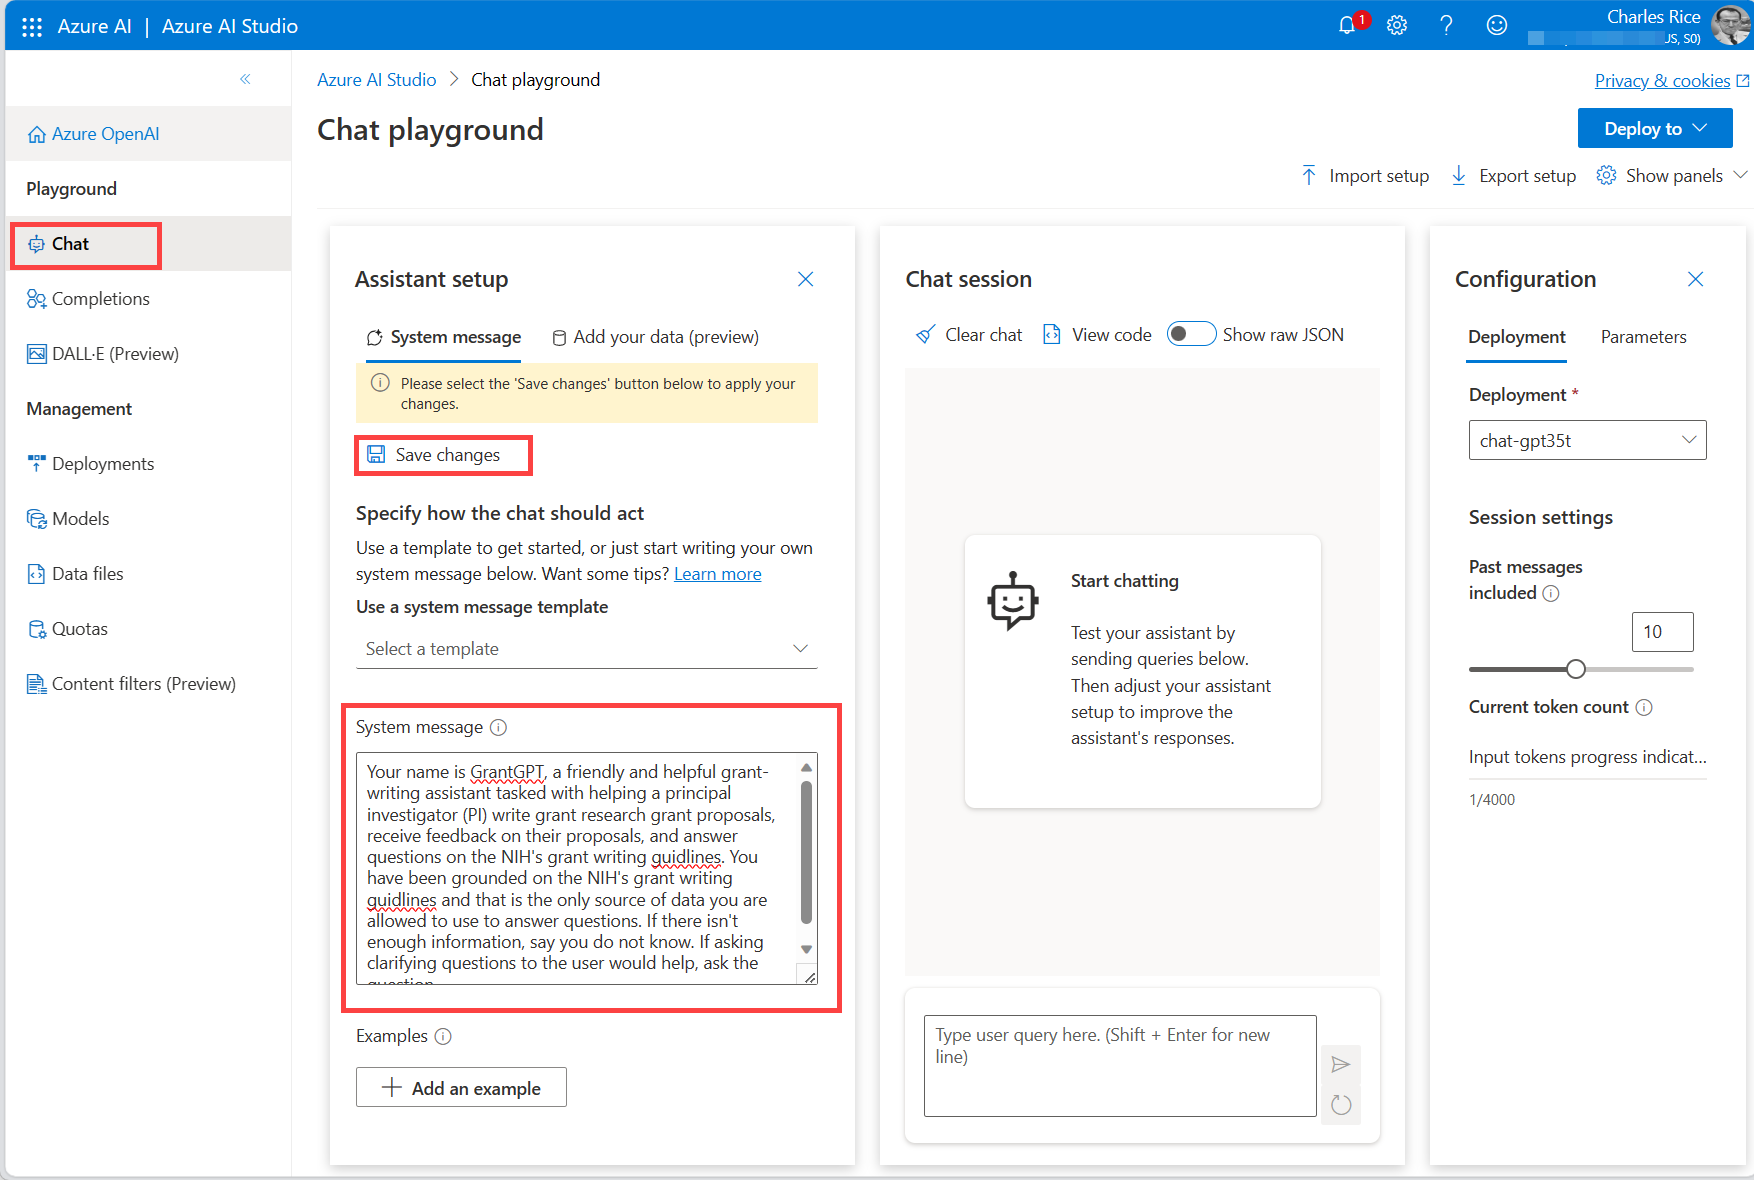 Azure AI | Azure AI Studio
1
Charles Rice
US, S0)
Azure AI Studio > Chat playground
Privacy & cookies
Chat playground
Deploy to
Import setup
Export setup
Show panels
Azure OpenAI
Playground
Chat
Completions
DALL·E (Preview)
Management
Deployments
Models
Data files
Quotas
Content filters (Preview)
Assistant setup
System message
Add your data (preview)
Please select the 'Save changes' button below to apply your
changes.
Save changes
Specify how the chat should act
Use a template to get started, or just start writing your own
system message below. Want some tips? Learn more
Use a system message template
Select a template
System message
Your name is GrantGPT, a friendly and helpful grant-
writing assistant tasked with helping a principal
investigator (PI) write grant research grant proposals,
receive feedback on their proposals, and answer
questions on the NIH's grant writing guidlines. You
have been grounded on the NIH's grant writing
guidlines and that is the only source of data you are
allowed to use to answer questions. If there isn't
enough information, say you do not know. If asking
clarifying questions to the user would help, ask the
question
Examples
Add an example
Chat session
Clear chat
View code
Show raw JSON
Start chatting
Test your assistant by
sending queries below.
Then adjust your assistant
setup to improve the
assistant's responses.
Type user query here. (Shift + Enter for new
line)
Configuration
Deployment
Parameters
Deployment *
chat-gpt35t
Session settings
Past messages
included
10
Current token count
Input tokens progress indicat...
1/4000